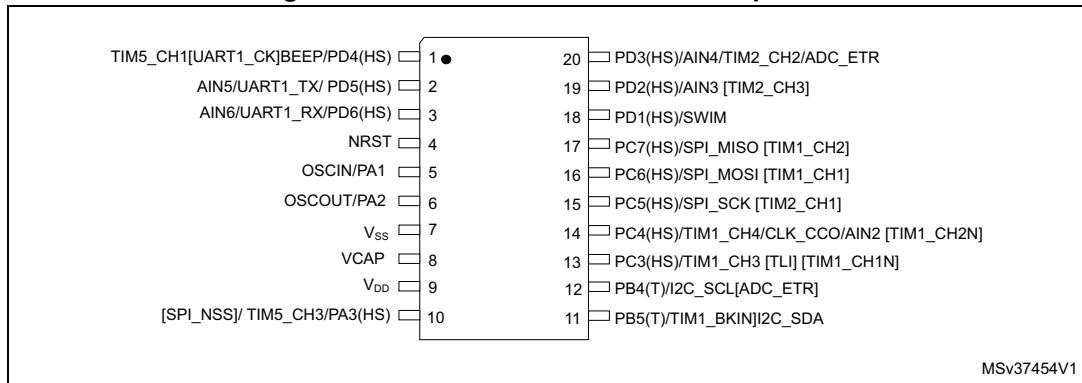 TIM5_CH1[UART1_CK]BEEP/PD4(HS) 1 20 PD3(HS)/AIN4/TIM2_CH2/ADC_ETR
AIN5/UART1_TX/ PD5(HS) 2 19 PD2(HS)/AIN3 [TIM2_CH3]
AIN6/UART1_RX/PD6(HS) 3 18 PD1(HS)/SWIM
NRST 4 17 PC7(HS)/SPI_MISO [TIM1_CH2]
OSCIN/PA1 5 16 PC6(HS)/SPI_MOSI [TIM1_CH1]
OSCOUT/PA2 6 15 PC5(HS)/SPI_SCK [TIM2_CH1]
VSS 7 14 PC4(HS)/TIM1_CH4/CLK_CCO/AIN2 [TIM1_CH2N]
VCAP 8 13 PC3(HS)/TIM1_CH3 [TLI] [TIM1_CH1N]
VDD 9 12 PB4(T)/I2C_SCL[ADC_ETR]
[SPI_NSS]/ TIM5_CH3/PA3(HS) 10 11 PB5(T)/TIM1_BKIN]I2C_SDA
MSv37454V1